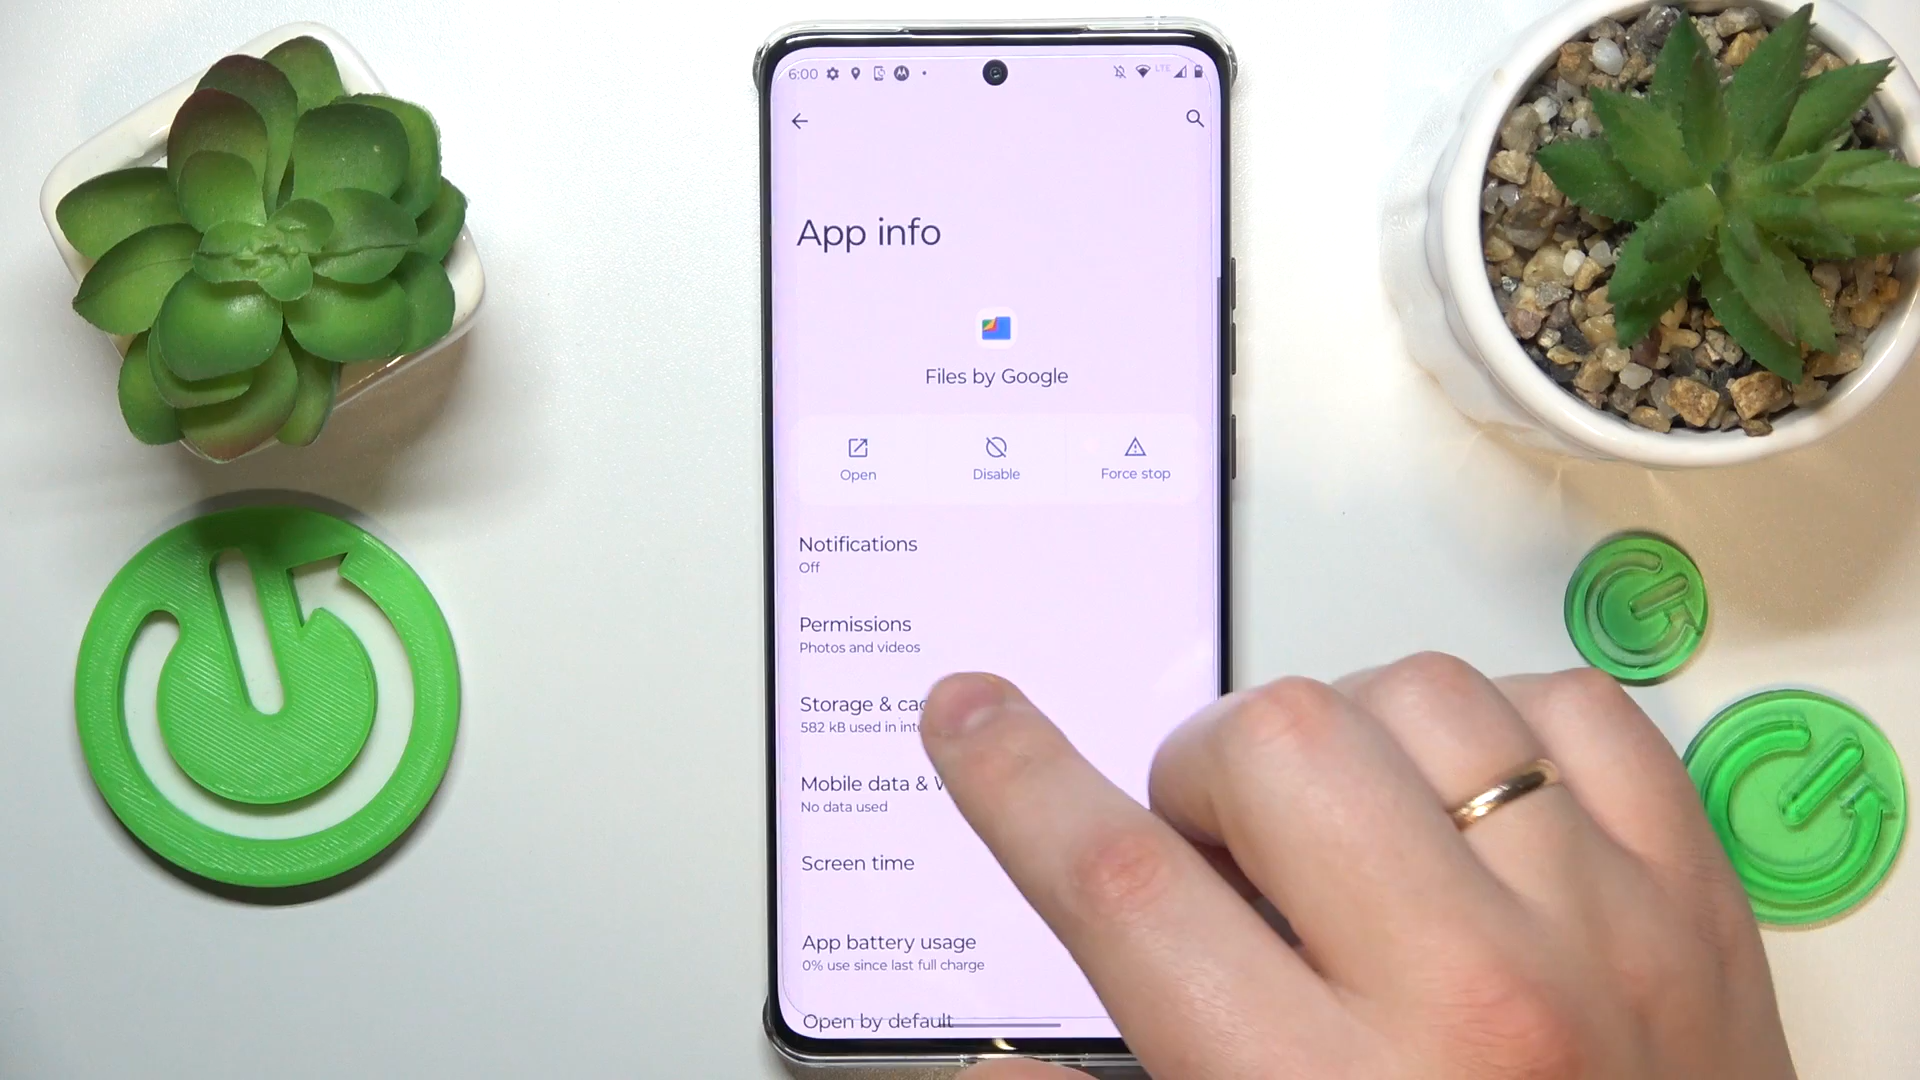 6:00
LTE
App info
Files by Google
Open
Disable
Force stop
Notifications
Off
Permissions
Photos and videos
Storage &
582 kB used in
Mobile data &
No data used
Screen time
App battery usage
0% use since last full charge
Open by default